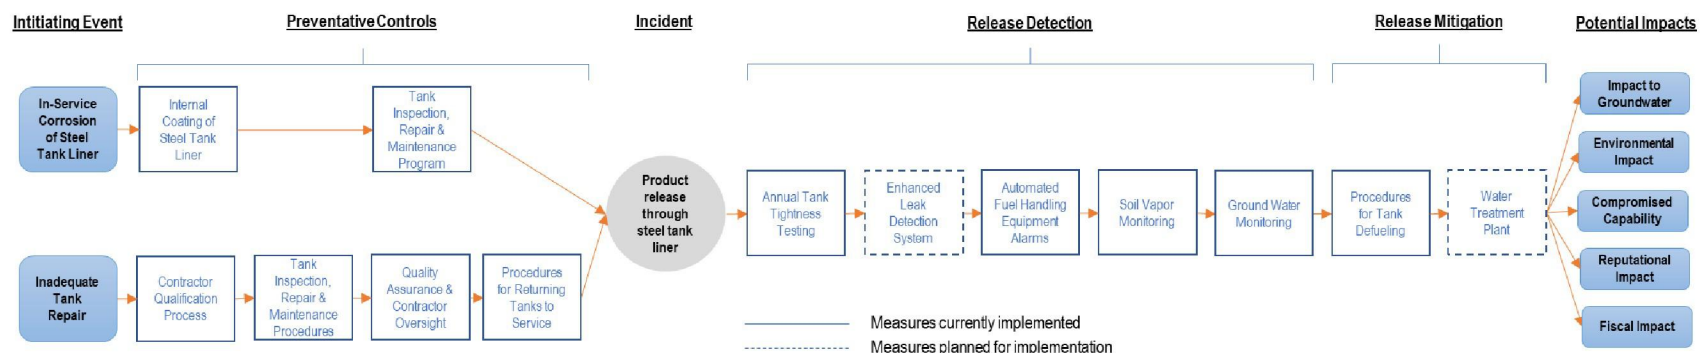 Intitiating Event
Preventative Controls
Incident
Release Detection
Release Mitigation
Potential Impacts
In-Service
Corrosion
of Steel
Tank Liner
Internal
Coating of
Steel Tank
Liner
Tank
Inspection,
Repair &
Maintenance
Program
Inadequate
Tank
Repair
Contractor
Qualification
Process
Tank
Inspection,
Repair &
Maintenance
Procedures
Quality
Assurance &
Contractor
Oversight
Procedures
for Returning
Tanks to
Service
Product
release
through
steel tank
liner
Annual Tank
Tightness
Testing
Enhanced
Leak
Detection
System
Automated
Fuel Handling
Equipment
Alarms
Soil Vapor
Monitoring
Ground Water
Monitoring
Procedures
for Tank
Defueling
Water
Treatment
Plant
Impact to
Groundwater
Environmental
Impact
Compromised
Capability
Reputational
Impact
Fiscal Impact
Measures currently implemented
Measures planned for implementation